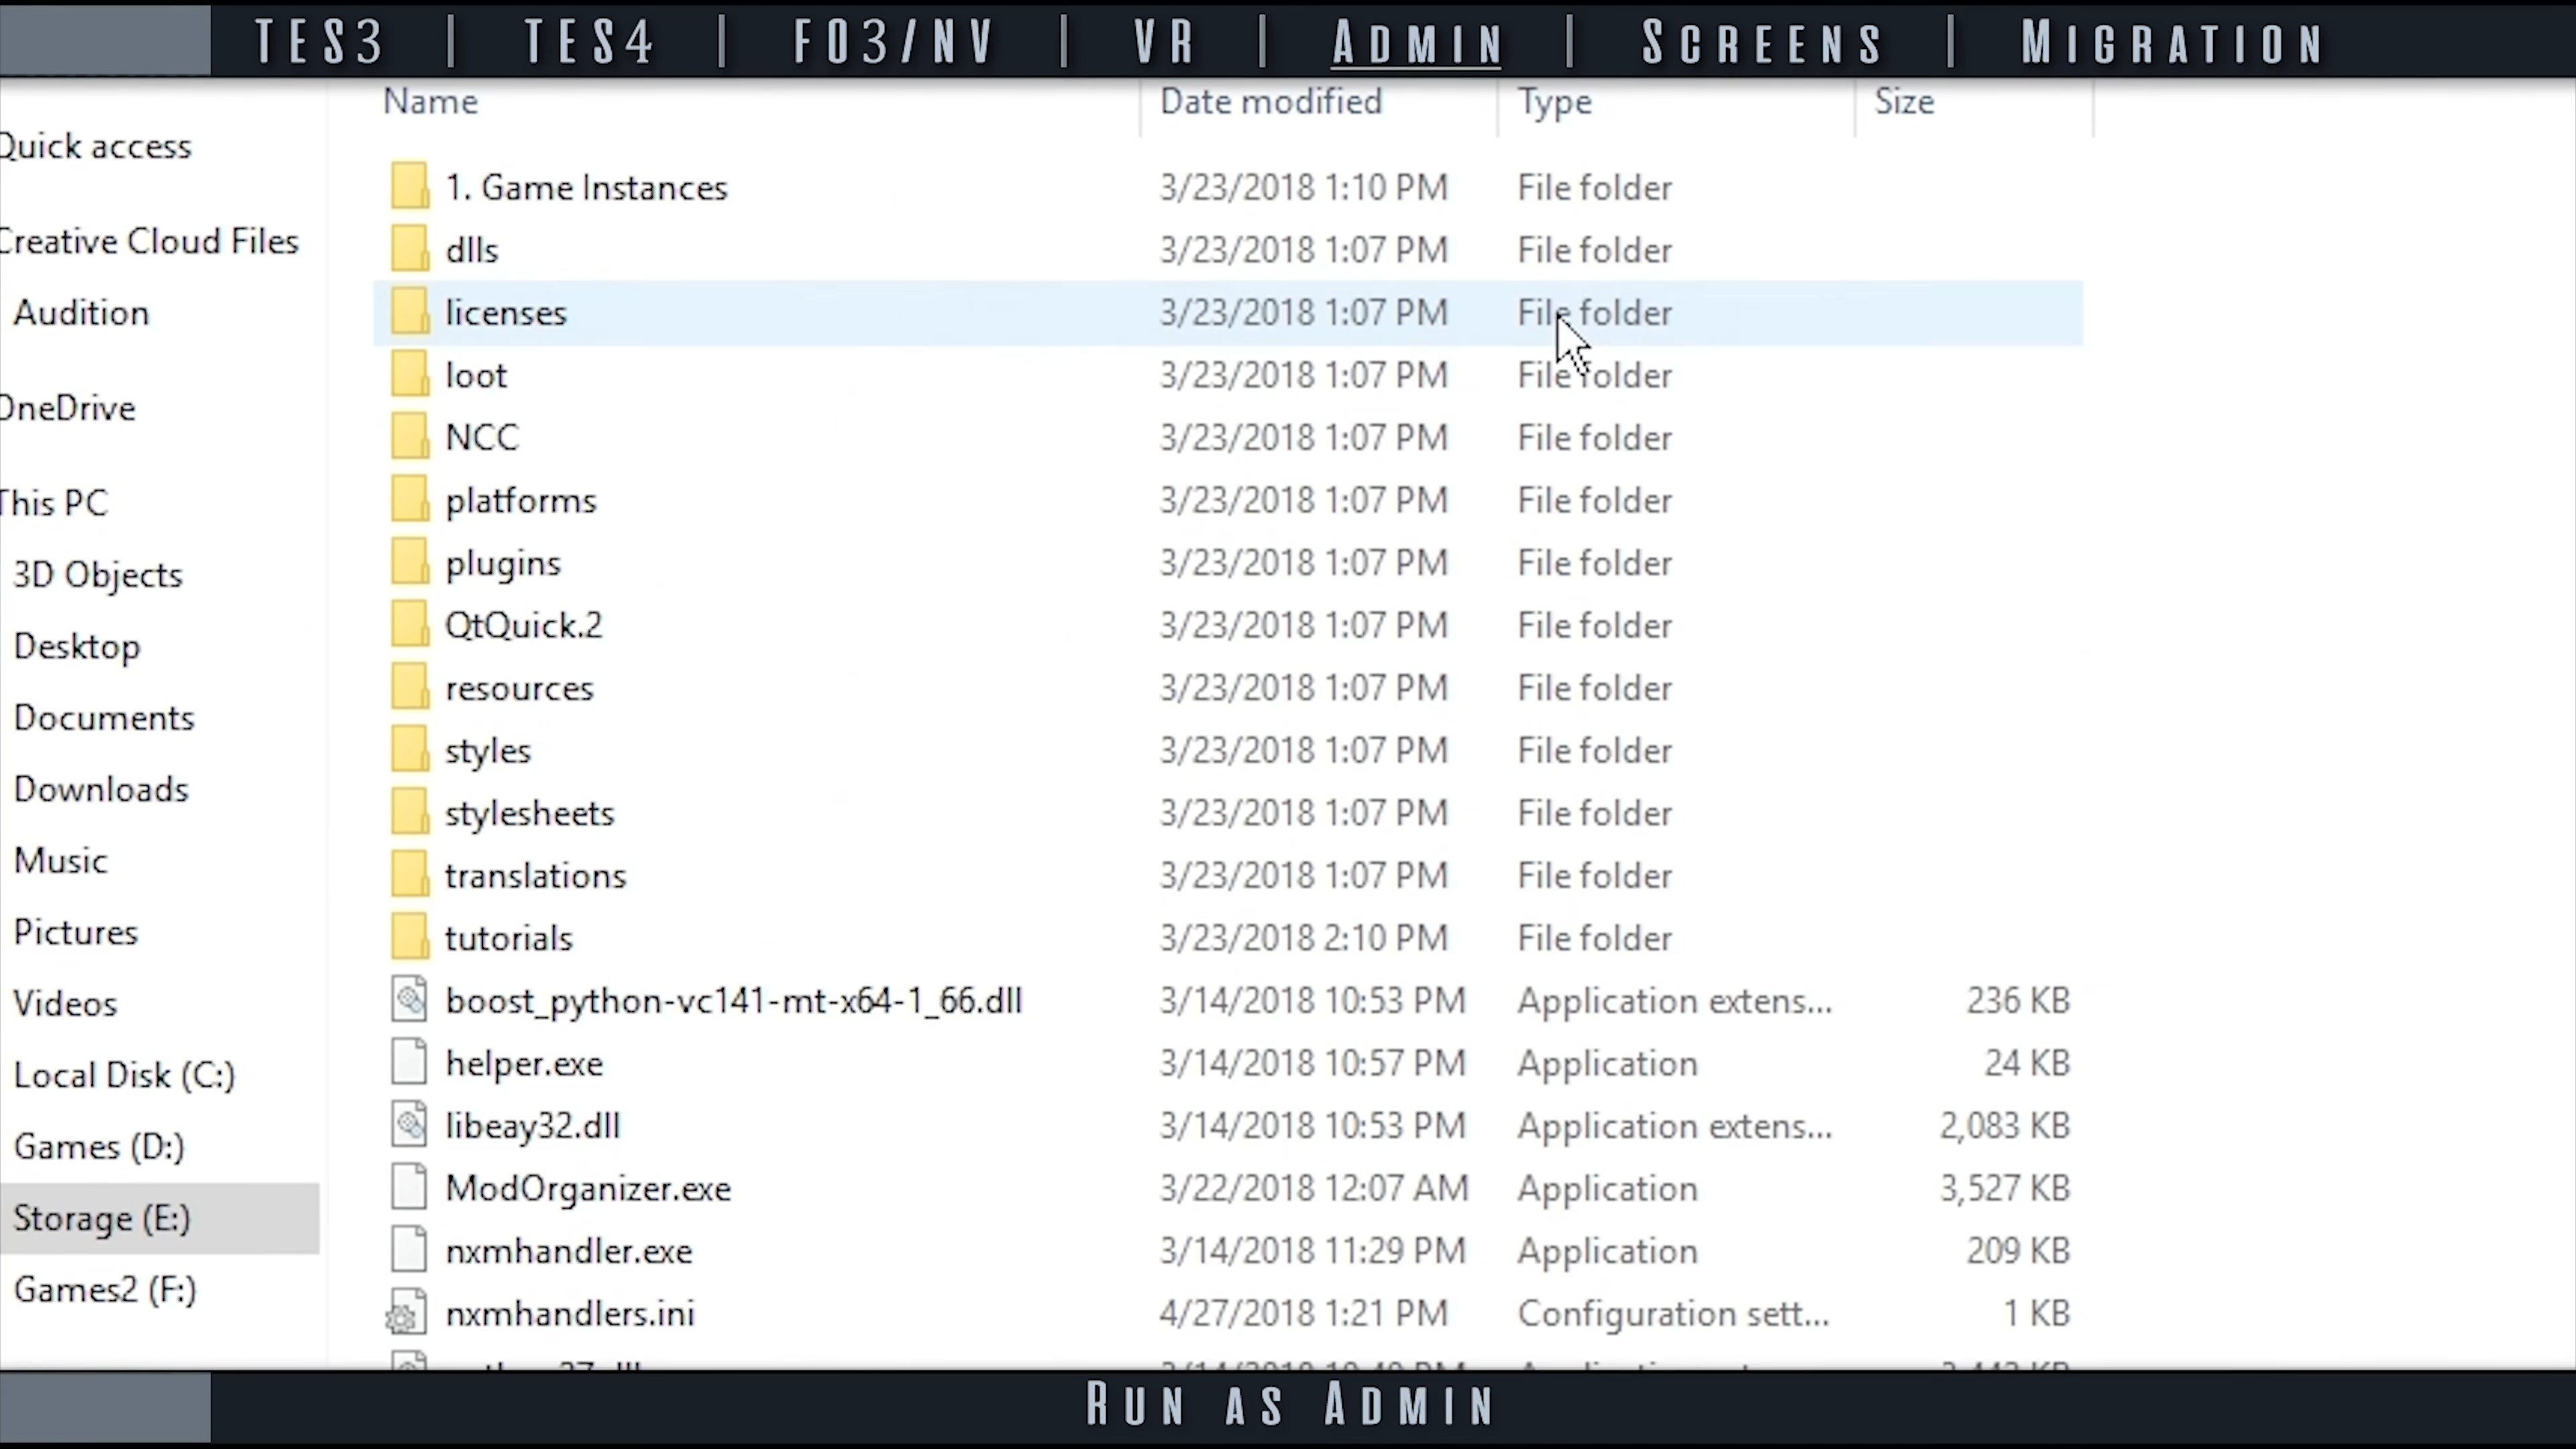 TES3 | TES4 | FO3/NV | VR | ADMIN | SCREENS | MIGRATION
Name Date modified Type Size
Quick access
Creative Cloud Files
Audition
OneDrive
This PC
3D Objects
Desktop
Documents
Downloads
Music
Pictures
Videos
Local Disk (C:)
Games (D:)
Storage (E:)
Games2 (F:)
1. Game Instances 3/23/2018 1:10 PM File folder
dlls 3/23/2018 1:07 PM File folder
licenses 3/23/2018 1:07 PM File folder
loot 3/23/2018 1:07 PM File folder
NCC 3/23/2018 1:07 PM File folder
platforms 3/23/2018 1:07 PM File folder
plugins 3/23/2018 1:07 PM File folder
QtQuick.2 3/23/2018 1:07 PM File folder
resources 3/23/2018 1:07 PM File folder
styles 3/23/2018 1:07 PM File folder
stylesheets 3/23/2018 1:07 PM File folder
translations 3/23/2018 1:07 PM File folder
tutorials 3/23/2018 2:10 PM File folder
boost_python-vc141-mt-x64-1_66.dll 3/14/2018 10:53 PM Application extens... 236 KB
helper.exe 3/14/2018 10:57 PM Application 24 KB
libeay32.dll 3/14/2018 10:53 PM Application extens... 2,083 KB
ModOrganizer.exe 3/22/2018 12:07 AM Application 3,527 KB
nxmhandler.exe 3/14/2018 11:29 PM Application 209 KB
nxmhandlers.ini 4/27/2018 1:21 PM Configuration sett... 1 KB
RUN AS ADMIN